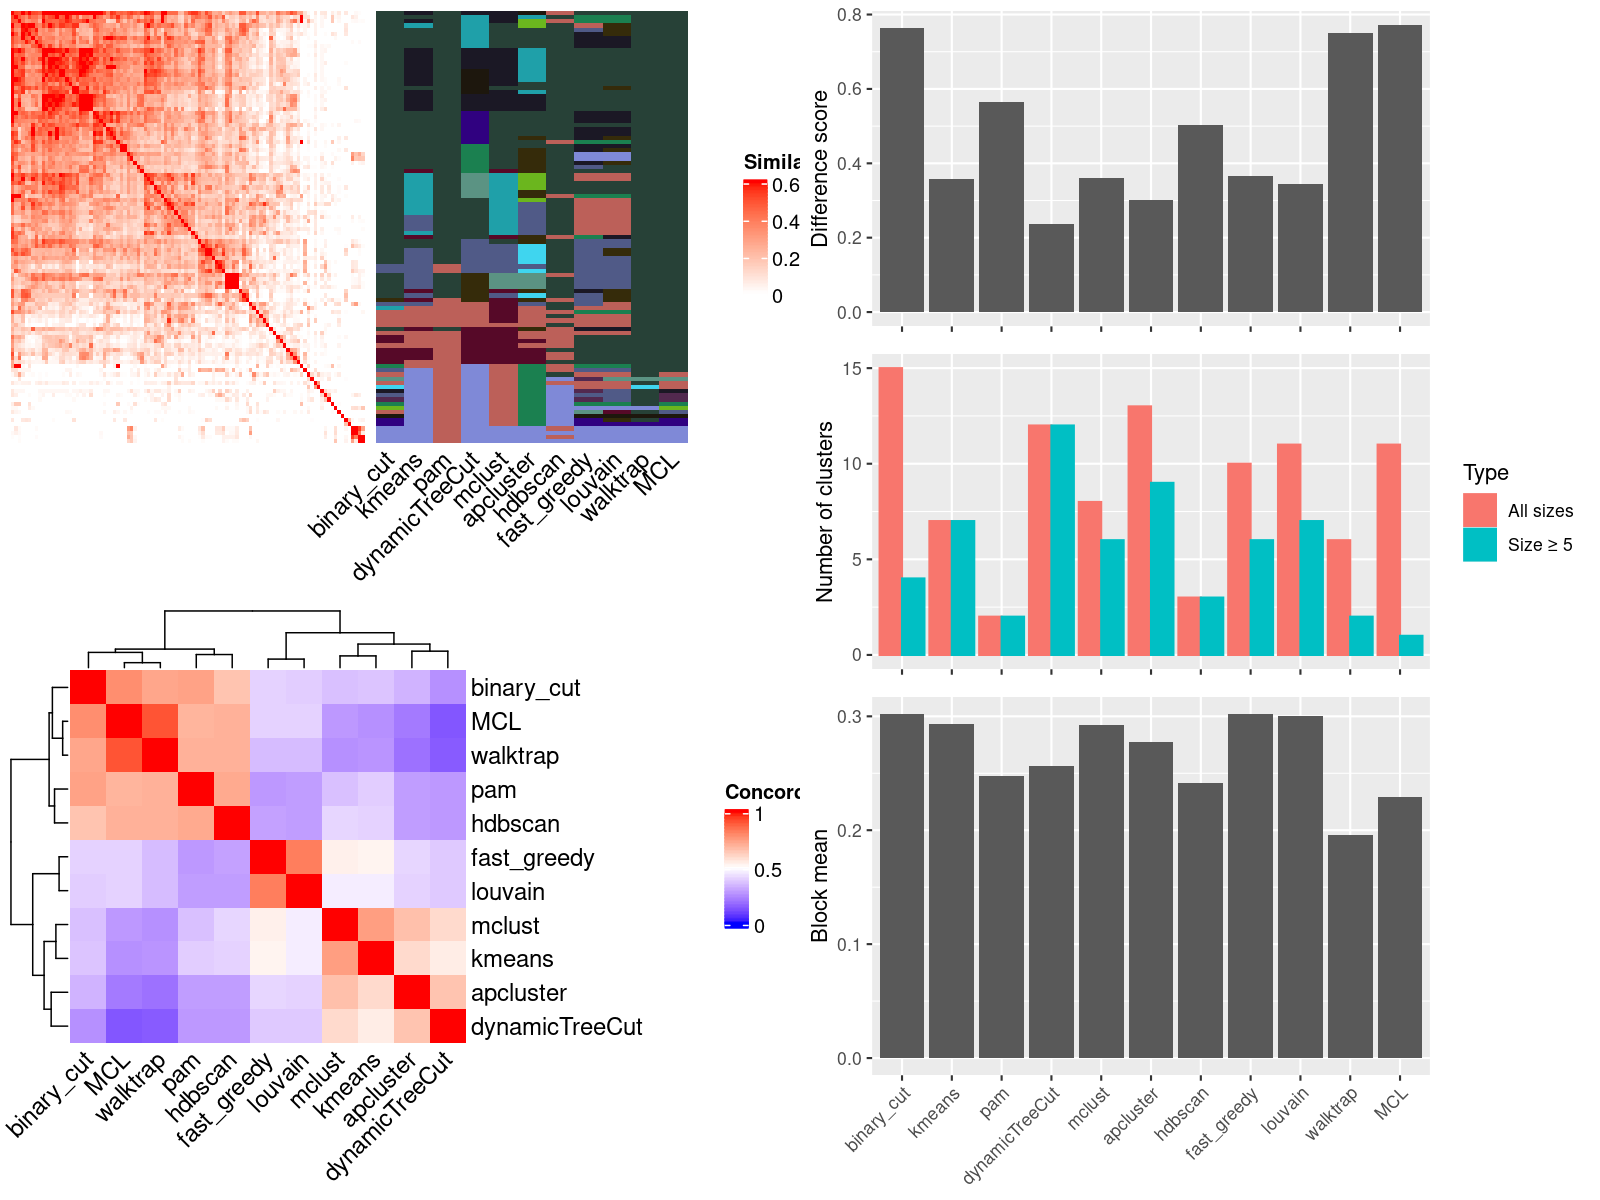 Simila
0.6
0.4
0.2
0
binary_cut
kmeans
pam
dynamicTreeCut
mclust
apcluster
hdbscan
fast_greedy
louvain
walktrap
MCL
binary_cut
MCL
walktrap
pam
hdbscan
fast_greedy
louvain
mclust
kmeans
apcluster
dynamicTreeCut
Concord
1
0.5
0
binary_cut
MCL
walktrap
pam
hdbscan
fast_greedy
louvain
mclust
kmeans
apcluster
dynamicTreeCut
Difference score
0.8
0.6
0.4
0.2
0.0
Number of clusters
15
10
5
0
Type
All sizes
Size ≥ 5
Block mean
0.3
0.2
0.1
0.0
binary_cut
kmeans
pam
dynamicTreeCut
mclust
apcluster
hdbscan
fast_greedy
louvain
walktrap
MCL